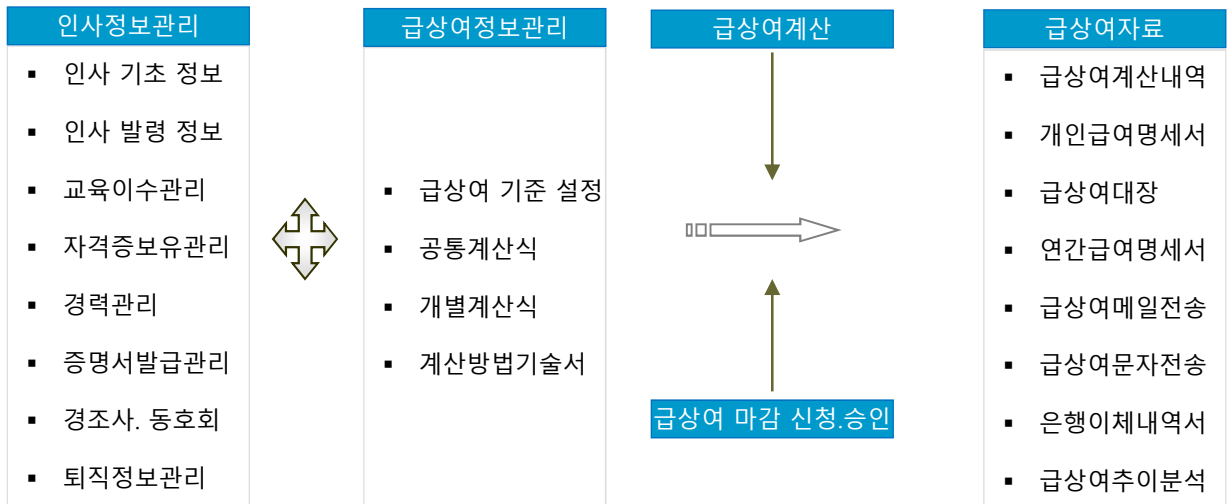 인사정보관리
▪ 인사 기초 정보
▪ 인사 발령 정보
▪ 교육이수관리
▪ 자격증보유관리
▪ 경력관리
▪ 증명서발급관리
▪ 경조사. 동호회
▪ 퇴직정보관리
급상여정보관리
▪ 급상여 기준 설정
▪ 공통계산식
▪ 개별계산식
▪ 계산방법기술서
급상여계산
급상여 마감 신청.승인
급상여자료
▪ 급상여계산내역
▪ 개인급여명세서
▪ 급상여대장
▪ 연간급여명세서
▪ 급상여메일전송
▪ 급상여문자전송
▪ 은행이체내역서
▪ 급상여추이분석